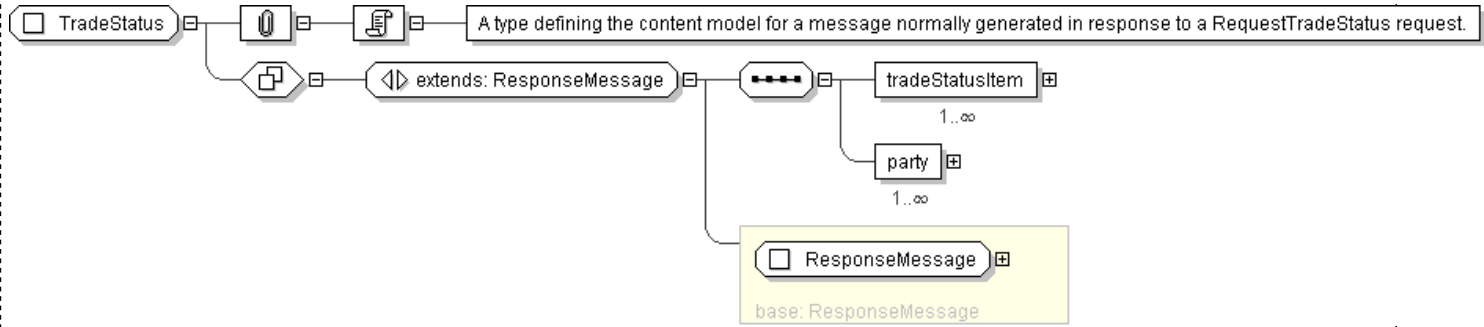 TradeStatus
A type defining the content model for a message normally generated in response to a RequestTradeStatus request.
extends: ResponseMessage
tradeStatusItem
1..∞
party
1..∞
ResponseMessage
base: ResponseMessage